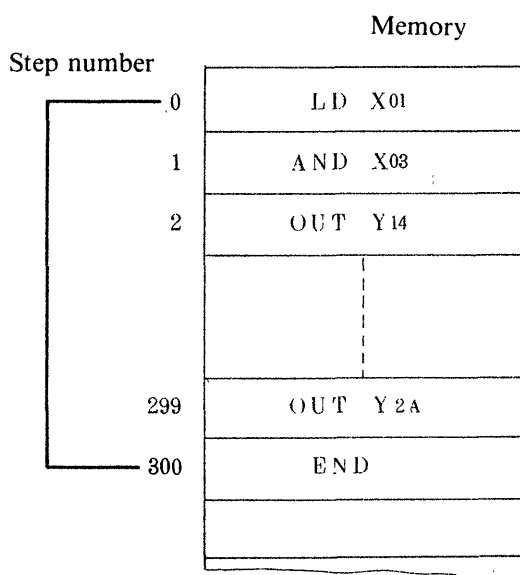 Memory
Step number
0 LD X01
1 AND X03
2 OUT Y14
299 OUT Y2A
300 END